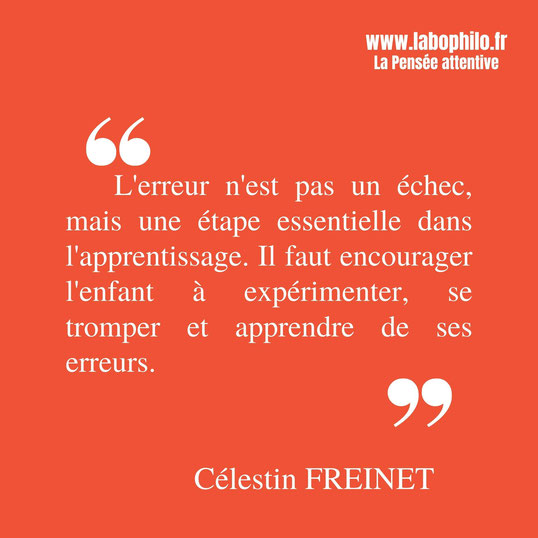 www.labophilo.fr
La Pensée attentive
“
L'erreur n'est pas un échec,
mais une étape essentielle dans
l'apprentissage. Il faut encourager
l'enfant à expérimenter, se
tromper et apprendre de ses
erreurs.
”
Célestin FREINET